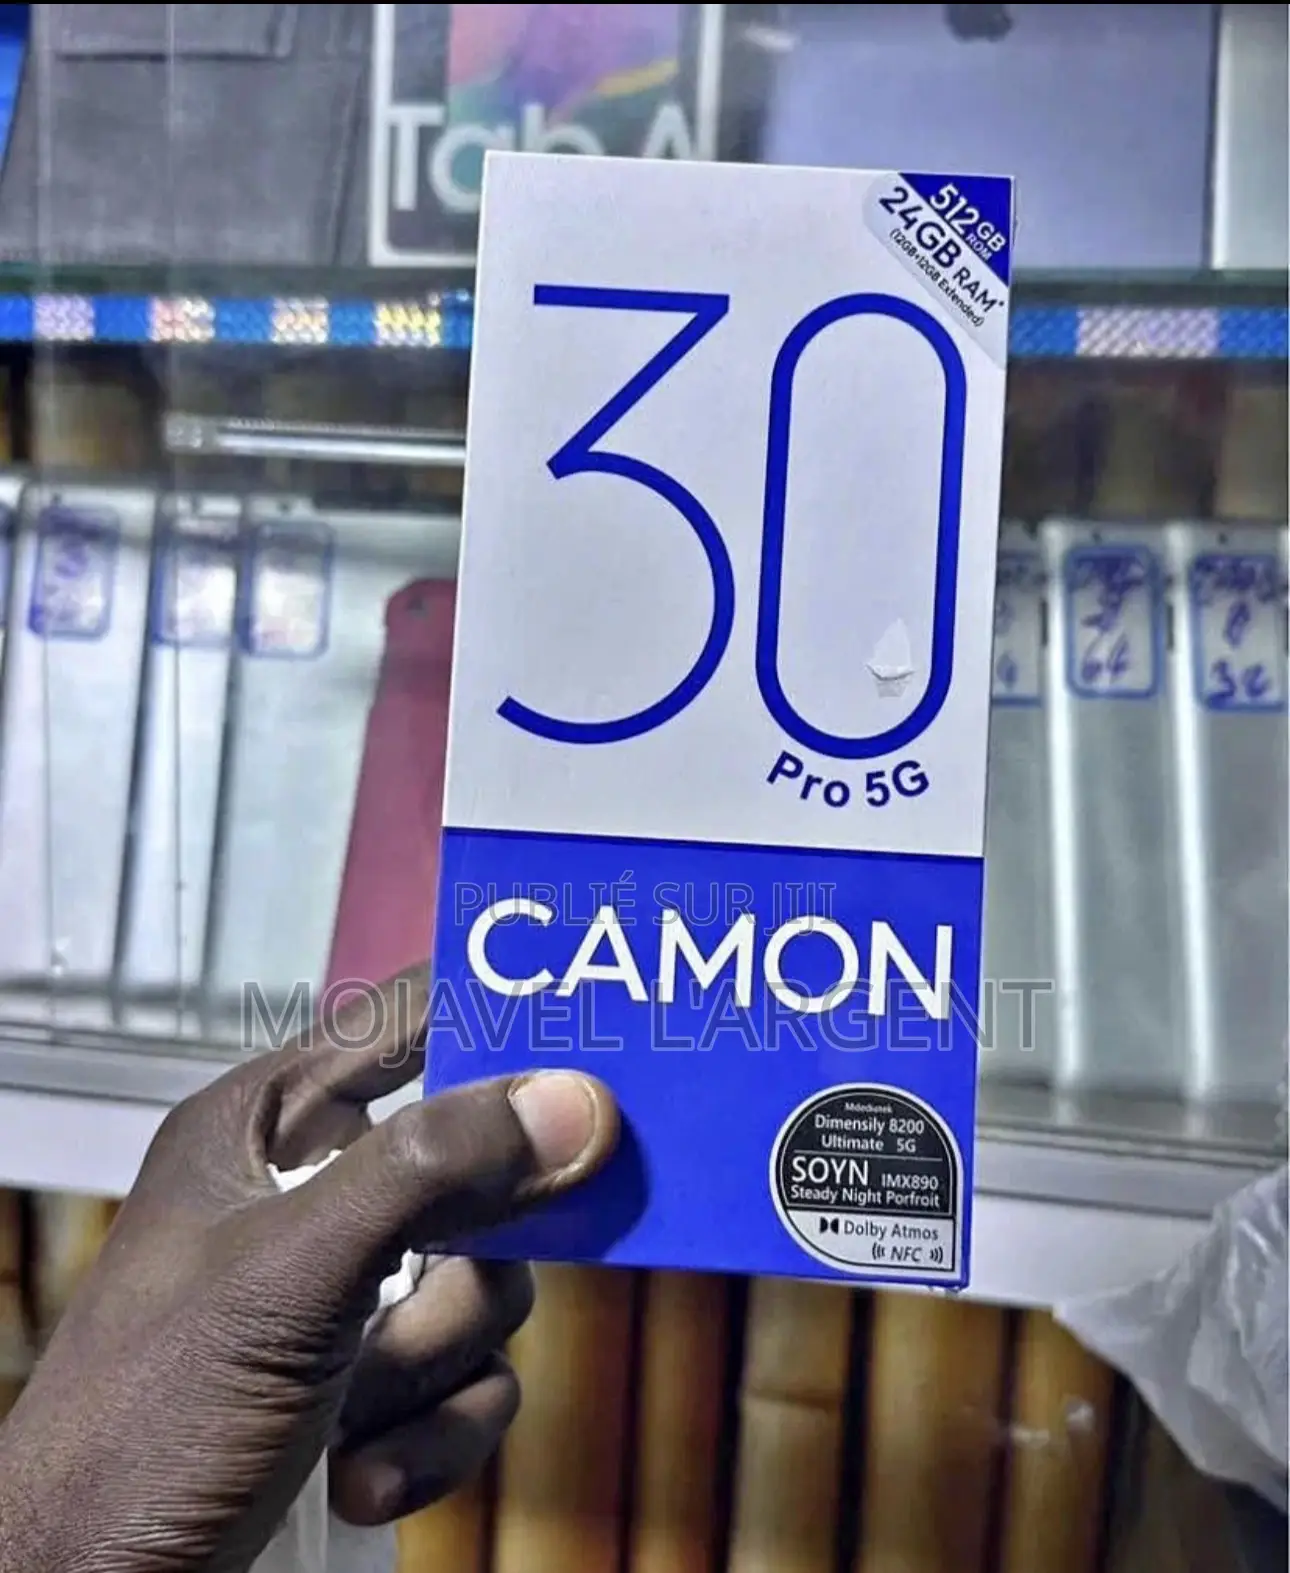 Tab A
512GB
ROM
24GB RAM*
(12GB+12GB Extended)
30
Pro 5G
PUBLIÉ SUR JIJI
CAMON
MOJAVEL L'ARGENT
Dimensily 8200
Ultimate 5G
SOYN IMX890
Steady Night Porfroit
Dolby Atmos
NFC
64
32